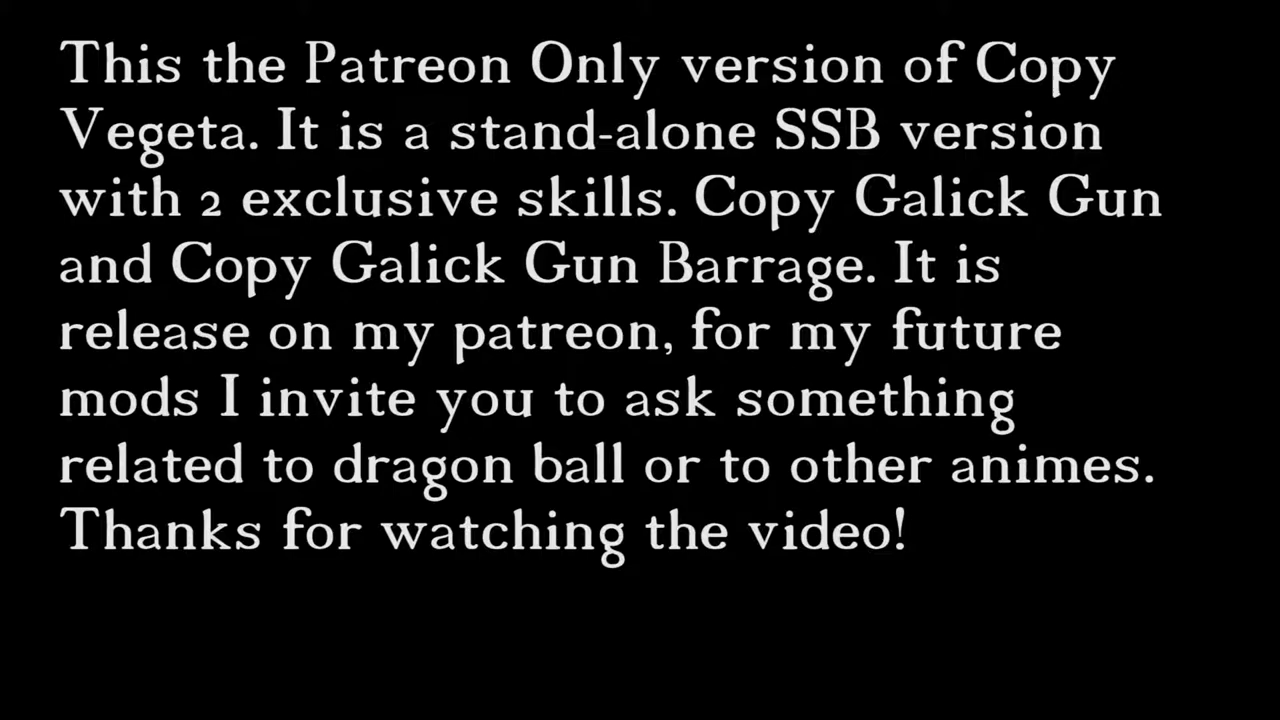 This the Patreon Only version of Copy
Vegeta. It is a stand-alone SSB version
with 2 exclusive skills. Copy Galick Gun
and Copy Galick Gun Barrage. It is
release on my patreon, for my future
mods I invite you to ask something
related to dragon ball or to other animes.
Thanks for watching the video!